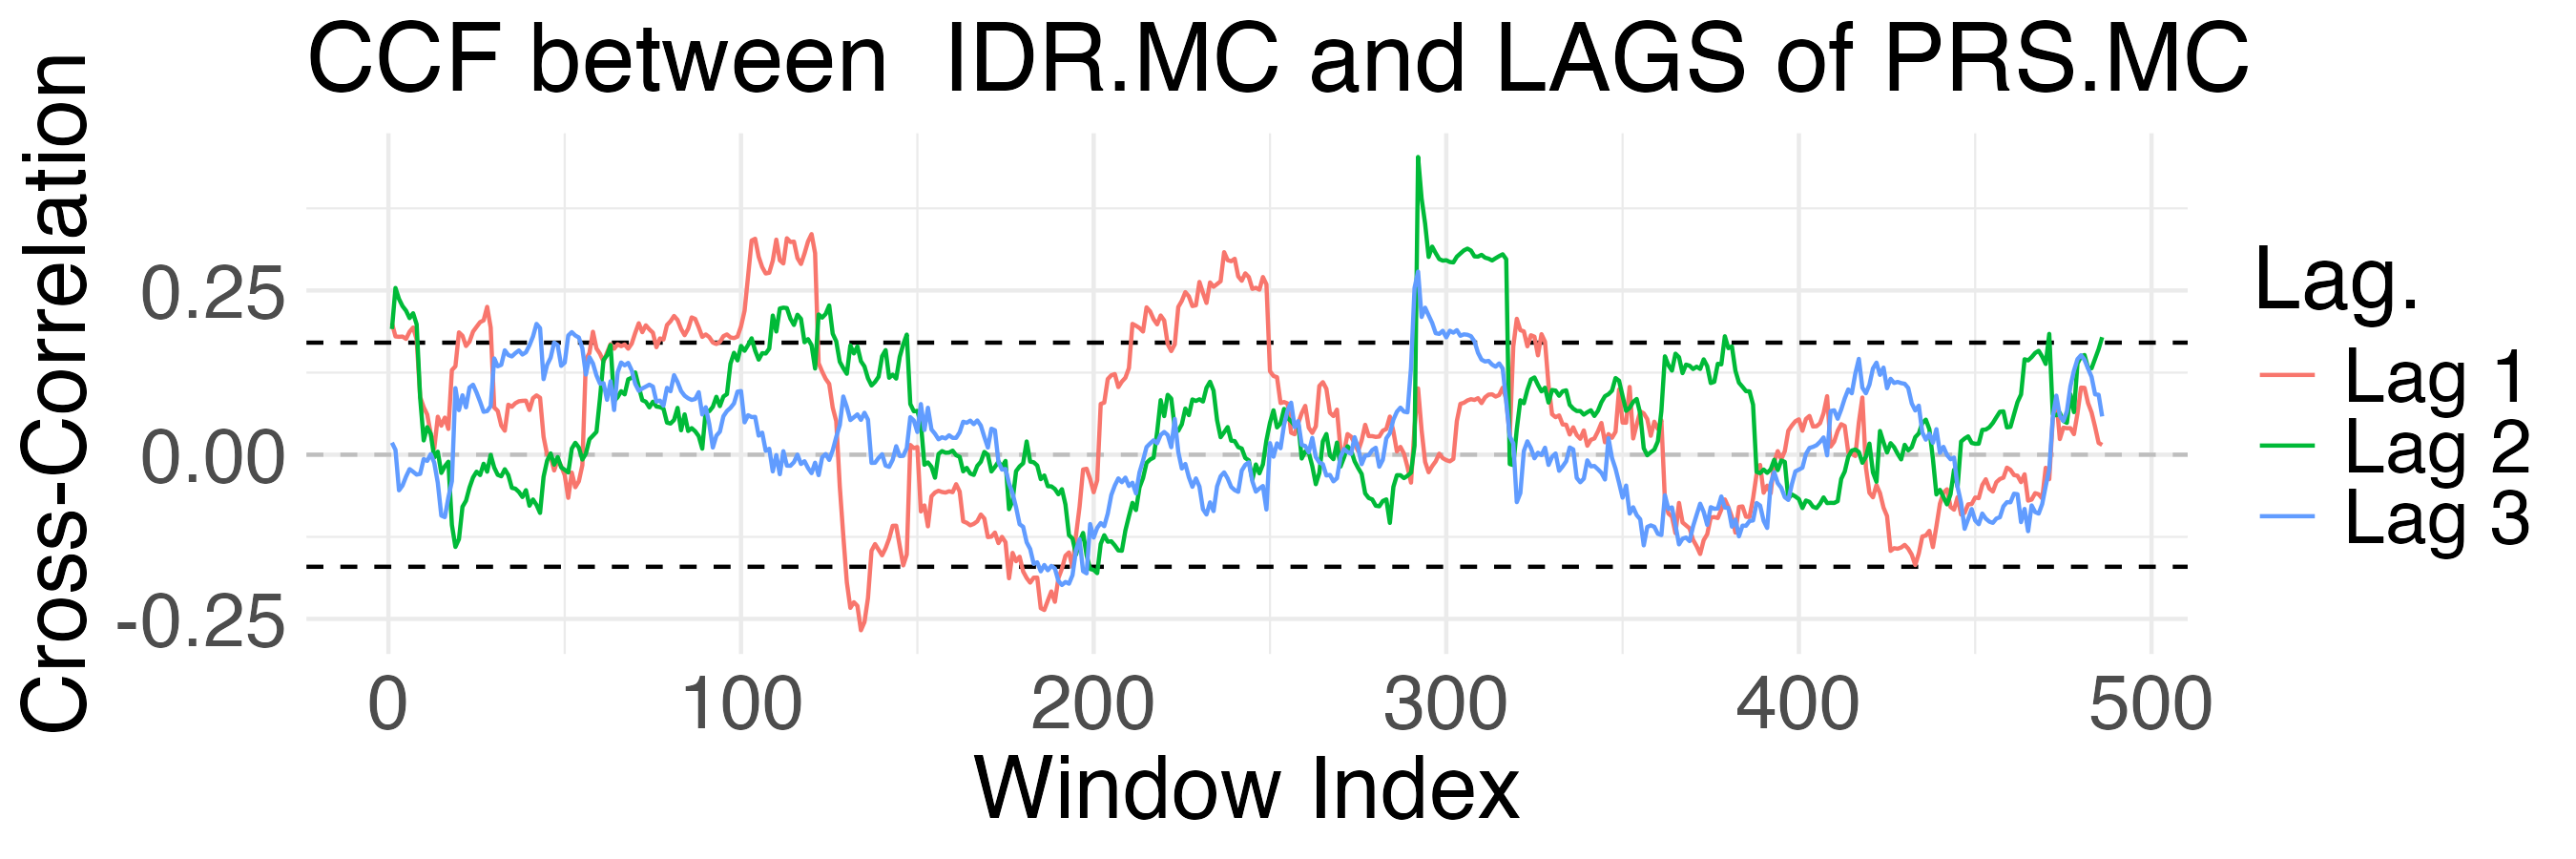 CCF between  IDR.MC and LAGS of PRS.MC
Cross-Correlation
0.25
0.00
-0.25
0 100 200 300 400 500
Window Index
Lag.
Lag 1
Lag 2
Lag 3